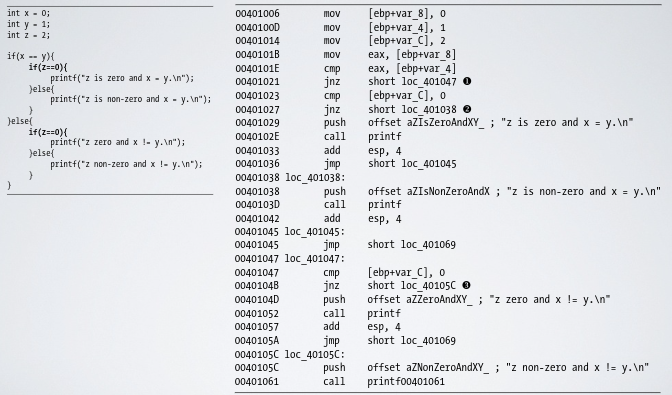 int x = 0;
int y = 1;
int z = 2;
if(x == y){
if(z==0){
printf("z is zero and x = y.\n");
}else{
printf("z is non-zero and x = y.\n");
}
}else{
if(z==0){
printf("z zero and x != y.\n");
}else{
printf("z non-zero and x != y.\n");
}
}
00401006 mov [ebp+var_8], 0
0040100D mov [ebp+var_4], 1
00401014 mov [ebp+var_C], 2
0040101B mov eax, [ebp+var_8]
0040101E cmp eax, [ebp+var_4]
00401021 jnz short loc_401047 ❶
00401023 cmp [ebp+var_C], 0
00401027 jnz short loc_401038 ❷
00401029 push offset aZIsZeroAndXY_ ; "z is zero and x = y.\n"
0040102E call printf
00401033 add esp, 4
00401036 jmp short loc_401045
00401038 loc_401038:
00401038 push offset aZIsNonZeroAndX ; "z is non-zero and x = y.\n"
0040103D call printf
00401042 add esp, 4
00401045 loc_401045:
00401045 jmp short loc_401069
00401047 loc_401047:
00401047 cmp [ebp+var_C], 0
0040104B jnz short loc_40105C ❸
0040104D push offset aZZeroAndXY_ ; "z zero and x != y.\n"
00401052 call printf
00401057 add esp, 4
0040105A jmp short loc_401069
0040105C loc_40105C:
0040105C push offset aZNonZeroAndXY_ ; "z non-zero and x != y.\n"
00401061 call printf00401061